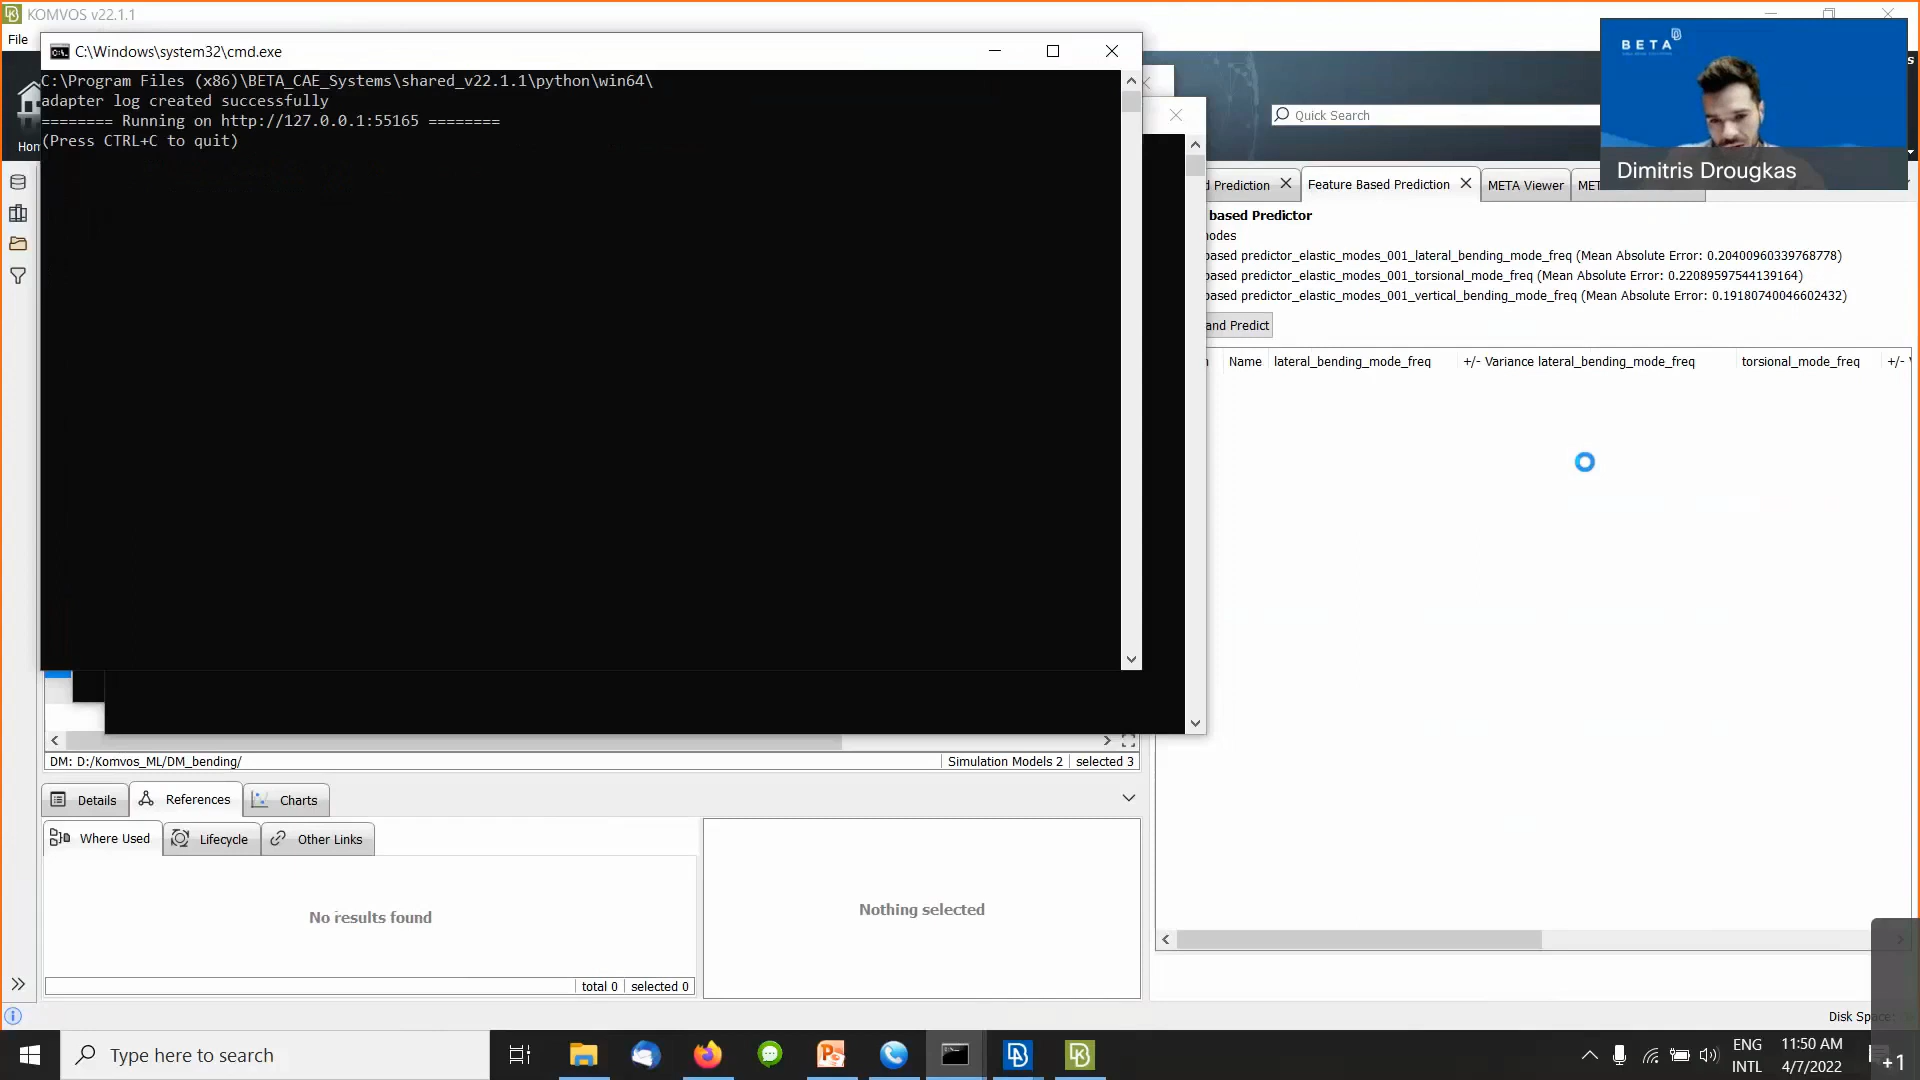 KOMVOS v22.1.1
File
C:\Windows\system32\cmd.exe
C:\Program Files (x86)\BETA_CAE_Systems\shared_v22.1.1\python\win64\
adapter log created successfully
======== Running on http://127.0.0.1:55165 ========
(Press CTRL+C to quit)
Quick Search
BETA
Dimitris Drougkas
d Prediction
Feature Based Prediction
META Viewer
MET
based Predictor
nodes
based predictor_elastic_modes_001_lateral_bending_mode_freq (Mean Absolute Error: 0.20400960339768778)
based predictor_elastic_modes_001_torsional_mode_freq (Mean Absolute Error: 0.22089597544139164)
based predictor_elastic_modes_001_vertical_bending_mode_freq (Mean Absolute Error: 0.19180740046602432)
and Predict
Name
lateral_bending_mode_freq
+/- Variance lateral_bending_mode_freq
torsional_mode_freq
+/-
DM: D:/Komvos_ML/DM_bending/
Simulation Models 2
selected 3
Details
References
Charts
Where Used
Lifecycle
Other Links
No results found
Nothing selected
total 0
selected 0
Disk Space:
Type here to search
ENG
INTL
11:50 AM
4/7/2022
+1